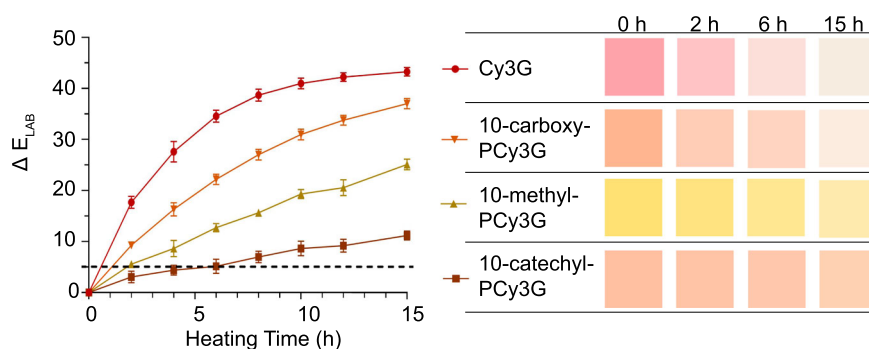 50
40
30
20
10
0
Δ E_LAB
0
5
10
15
Heating Time (h)
0 h 2 h 6 h 15 h
Cy3G
10-carboxy-
PCy3G
10-methyl-
PCy3G
10-catechyl-
PCy3G